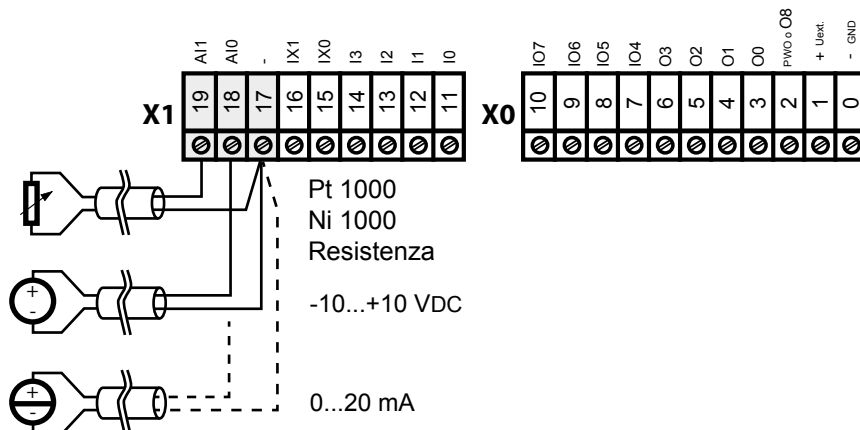 AI1 AI0 - IX1 IX0 I3 I2 I1 I0
X1 19 18 17 16 15 14 13 12 11
IO7 IO6 IO5 IO4 O3 O2 O1 O0 PWO o O8 + Uext. - GND
X0 10 9 8 7 6 5 4 3 2 1 0
Pt 1000
Ni 1000
Resistenza
+
-
-10...+10 VDC
+
-
0...20 mA